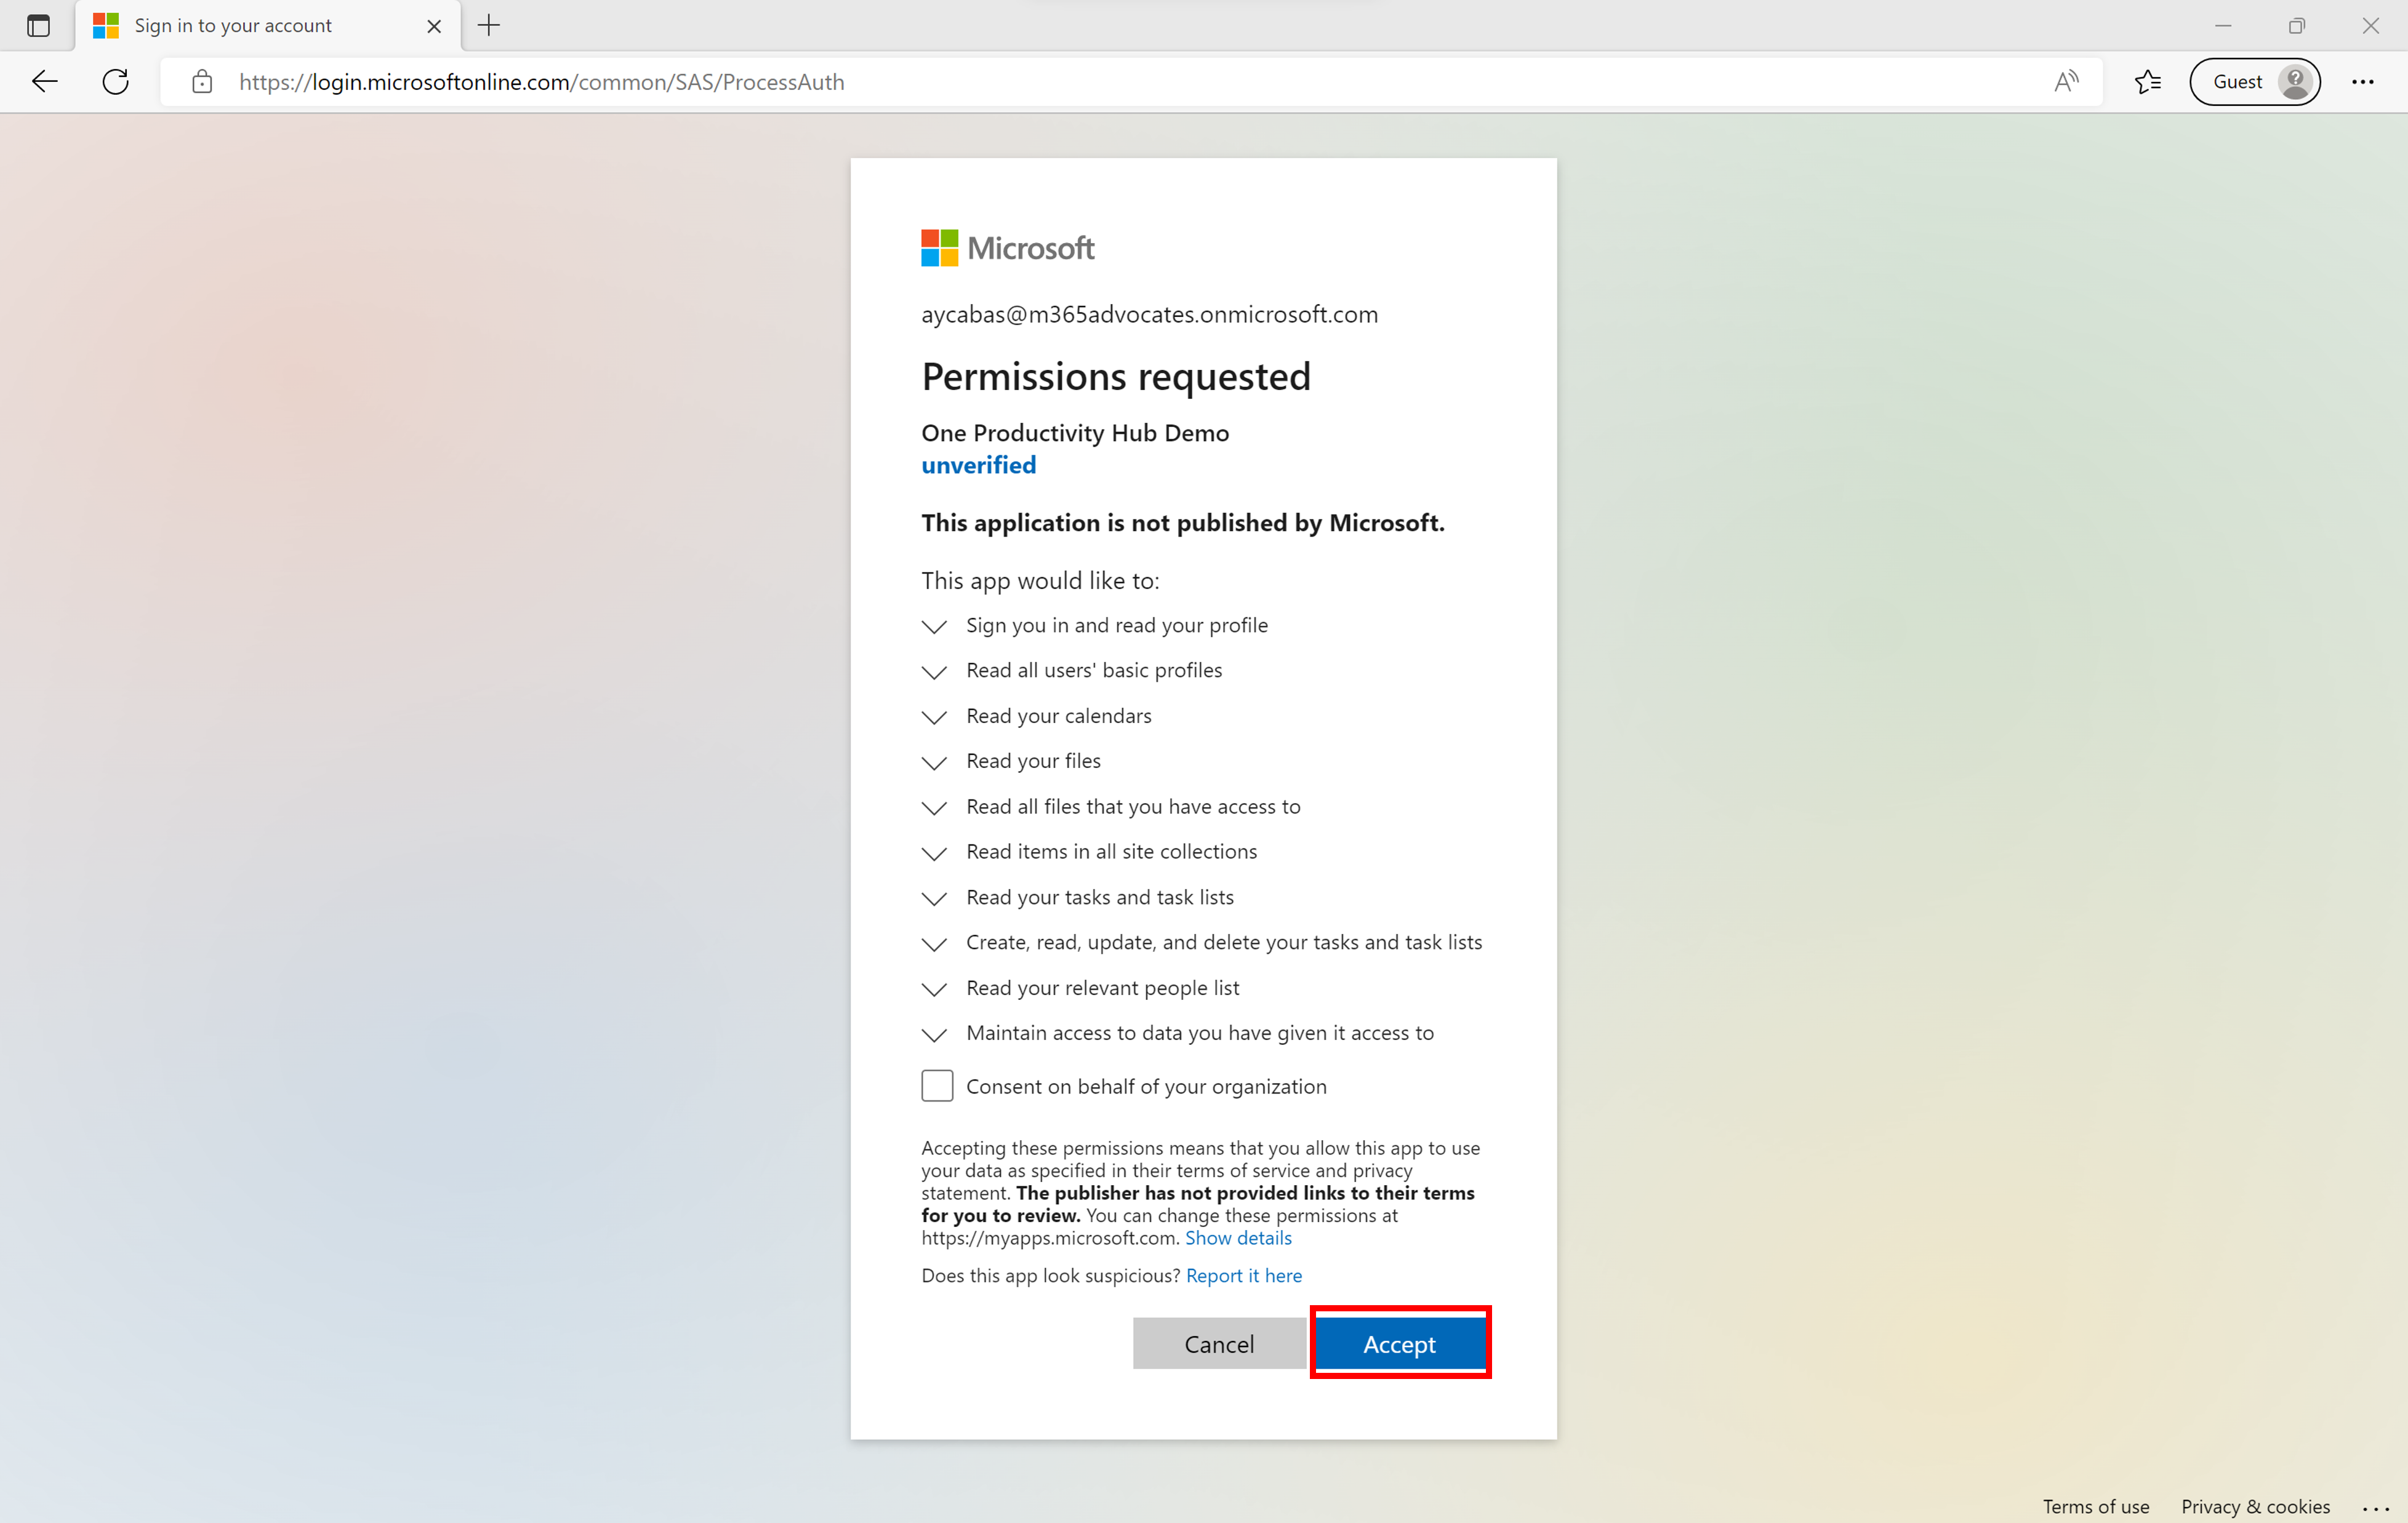 Sign in to your account
https://login.microsoftonline.com/common/SAS/ProcessAuth
Guest
Microsoft
aycabas@m365advocates.onmicrosoft.com
Permissions requested
One Productivity Hub Demo
unverified
This application is not published by Microsoft.
This app would like to:
Sign you in and read your profile
Read all users' basic profiles
Read your calendars
Read your files
Read all files that you have access to
Read items in all site collections
Read your tasks and task lists
Create, read, update, and delete your tasks and task lists
Read your relevant people list
Maintain access to data you have given it access to
Consent on behalf of your organization
Accepting these permissions means that you allow this app to use
your data as specified in their terms of service and privacy
statement. The publisher has not provided links to their terms
for you to review. You can change these permissions at
https://myapps.microsoft.com. Show details
Does this app look suspicious? Report it here
Cancel Accept
Terms of use Privacy & cookies ...